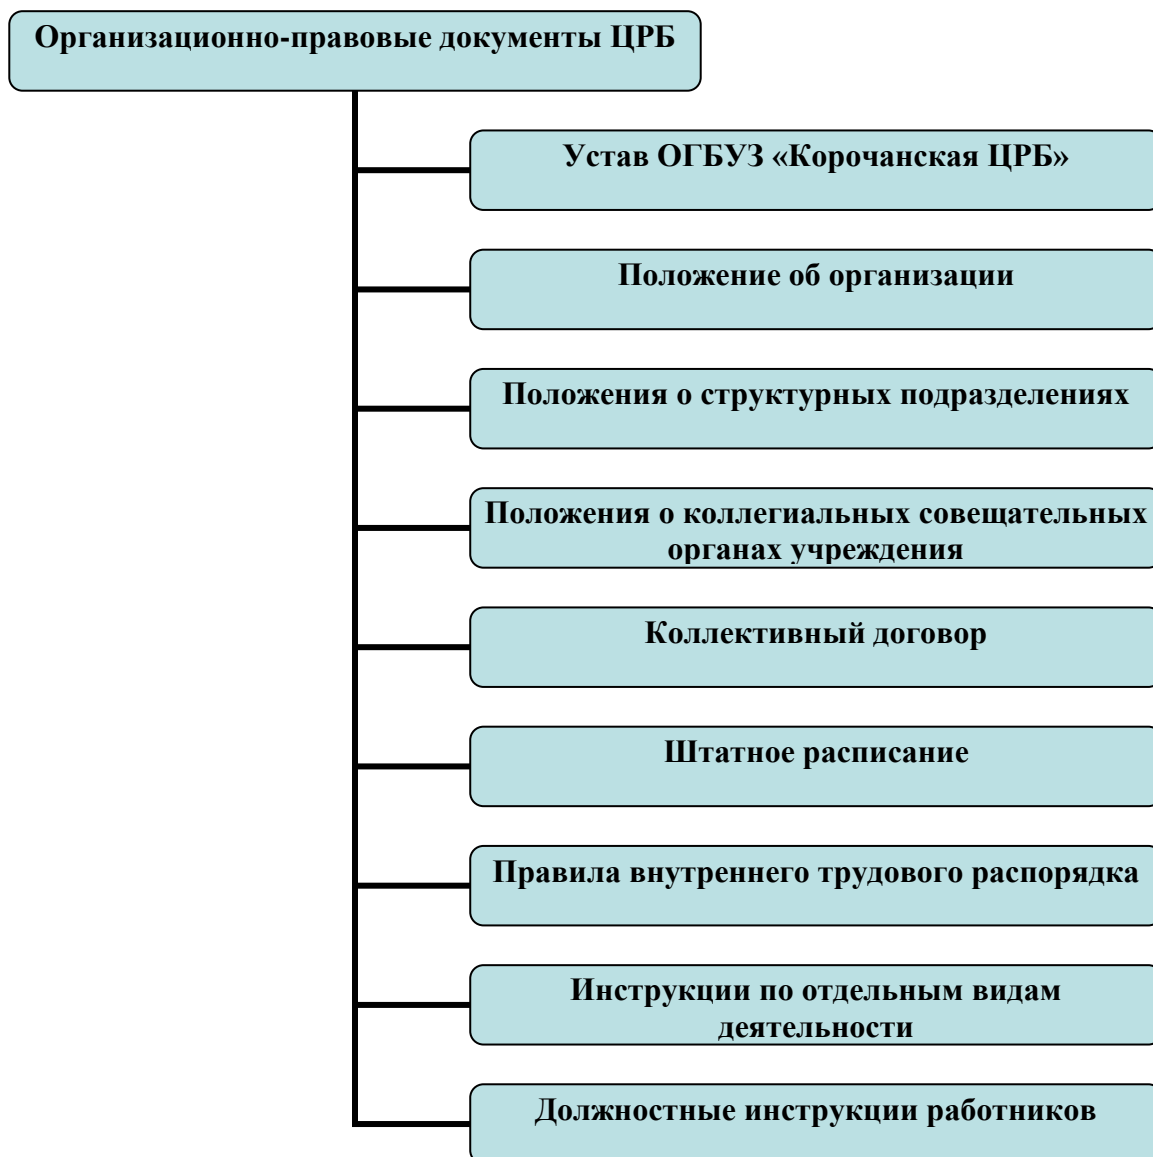 Организационно-правовые документы ЦРБ
Устав ОГБУЗ «Корочанская ЦРБ»
Положение об организации
Положения о структурных подразделениях
Положения о коллегиальных совещательных
органах учреждения
Коллективный договор
Штатное расписание
Правила внутреннего трудового распорядка
Инструкции по отдельным видам
деятельности
Должностные инструкции работников